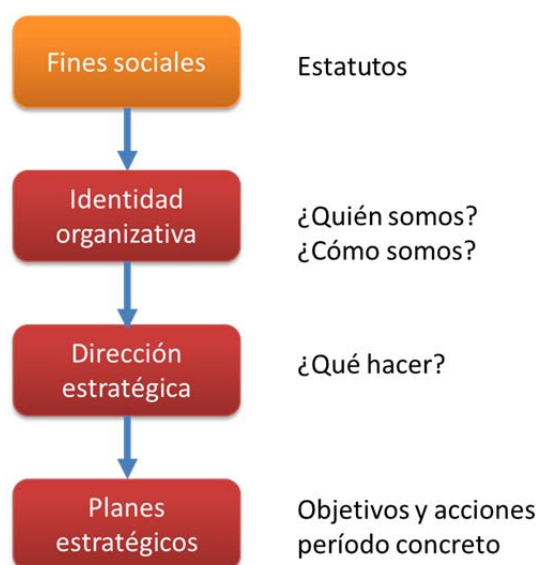 Fines sociales
Estatutos
Identidad
organizativa
¿Quién somos?
¿Cómo somos?
Dirección
estratégica
¿Qué hacer?
Planes
estratégicos
Objetivos y acciones
período concreto